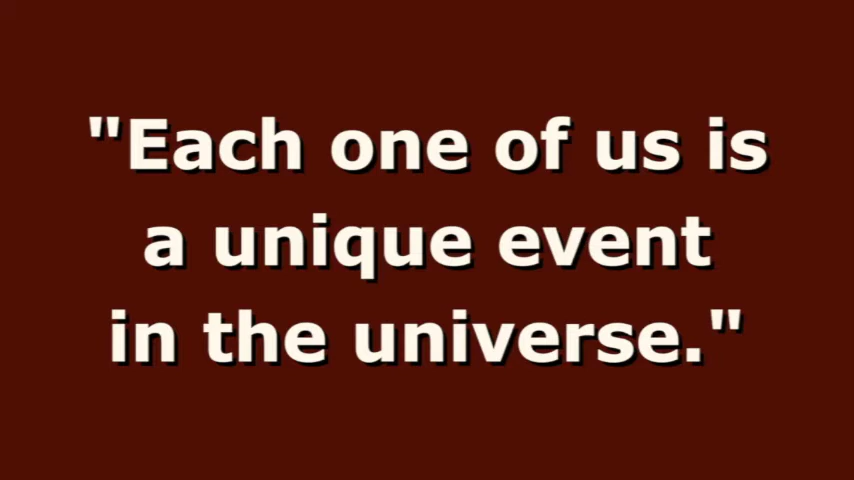 "Each one of us is
a unique event
in the universe."